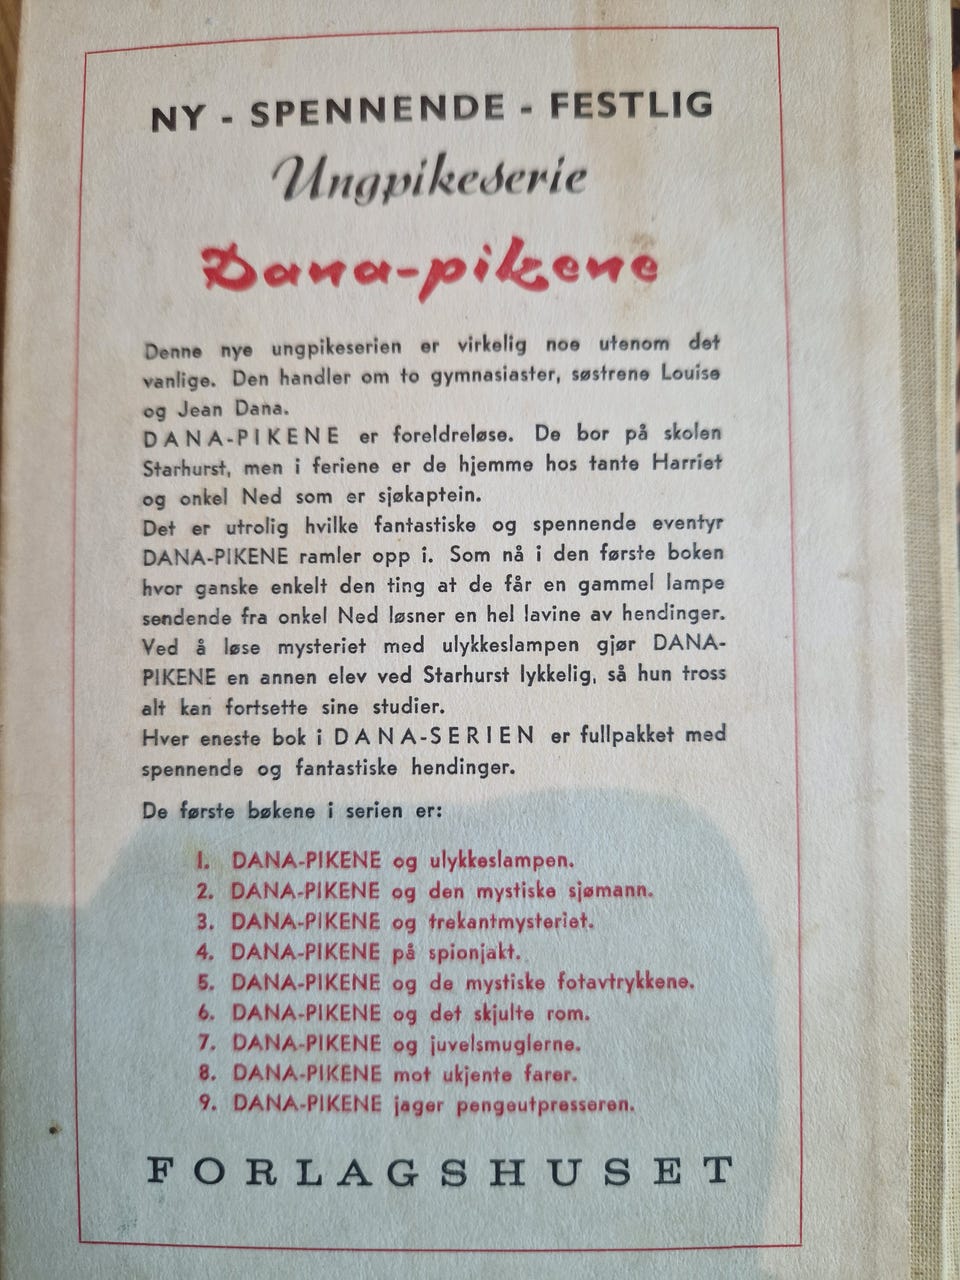 NY - SPENNENDE - FESTLIG
Ungpikeserie
Dana-pikene
Denne nye ungpikeserien er virkelig noe utenom det
vanlige. Den handler om to gymnasiaster, søstrene Louise
og Jean Dana.
DANA-PIKENE er foreldreløse. De bor på skolen
Starhurst, men i feriene er de hjemme hos tante Harriet
og onkel Ned som er sjøkaptein.
Det er utrolig hvilke fantastiske og spennende eventyr
DANA-PIKENE ramler opp i. Som nå i den første boken
hvor ganske enkelt den ting at de får en gammel lampe
sendende fra onkel Ned løsner en hel lavine av hendinger.
Ved å løse mysteriet med ulykkeslampen gjør DANA-
PIKENE en annen elev ved Starhurst lykkelig, så hun tross
alt kan fortsette sine studier.
Hver eneste bok i DANA-SERIEN er fullpakket med
spennende og fantastiske hendinger.
De første bøkene i serien er:
1. DANA-PIKENE og ulykkeslampen.
2. DANA-PIKENE og den mystiske sjømann.
3. DANA-PIKENE og trekantmysteriet.
4. DANA-PIKENE på spionjakt.
5. DANA-PIKENE og de mystiske fotavtrykkene.
6. DANA-PIKENE og det skjulte rom.
7. DANA-PIKENE og juvelsmuglerne.
8. DANA-PIKENE mot ukjente farer.
9. DANA-PIKENE jager pengeutpresseren.
FORLAGSHUSET